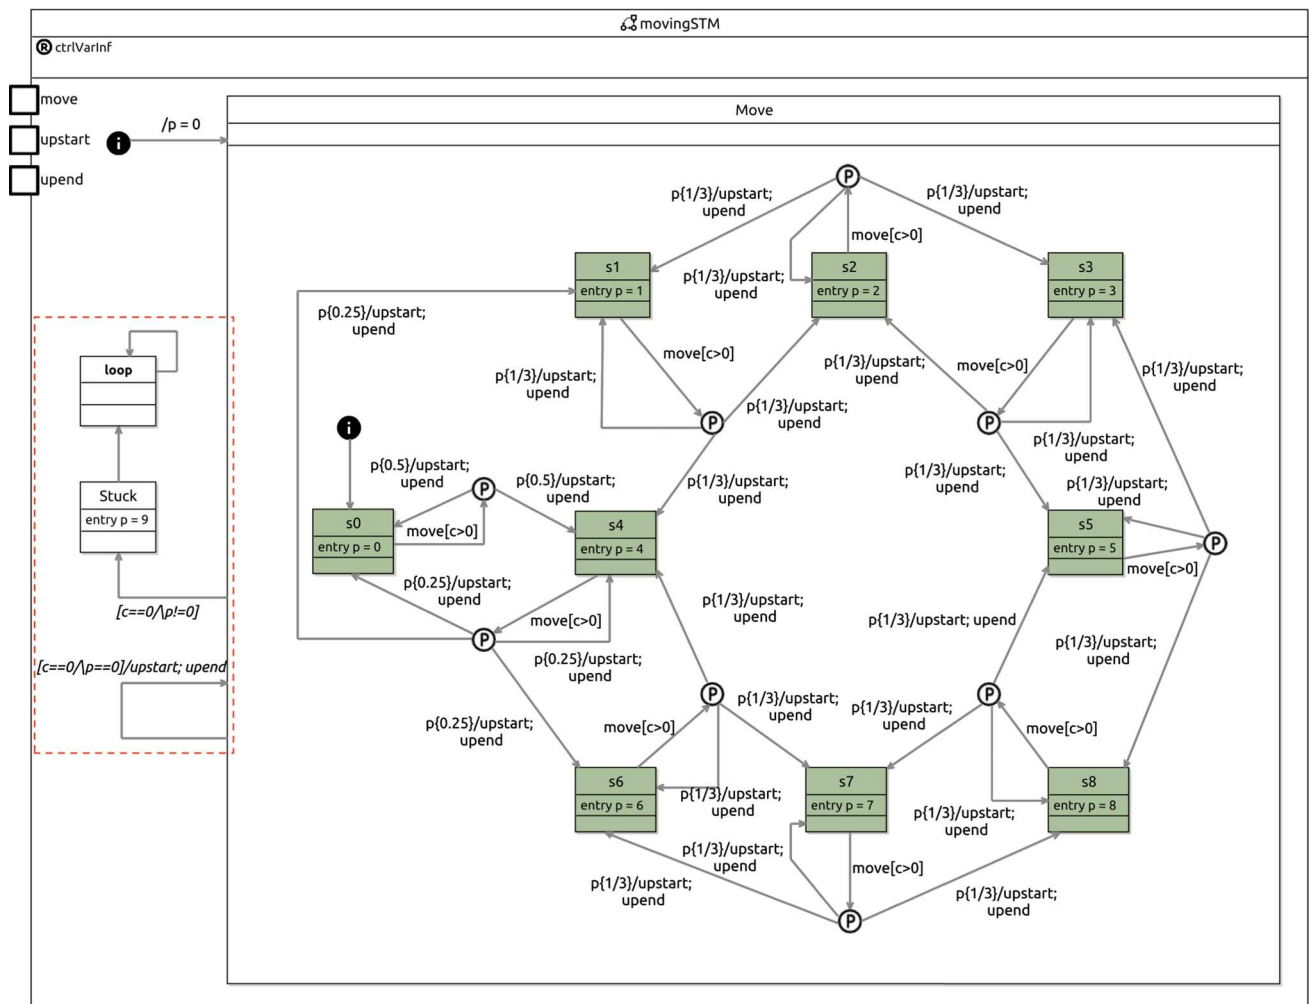 movingSTM
R ctrlVarInf
move
upstart
upend
i
/p = 0
Move
P
p{1/3}/upstart;
upend
p{1/3}/upstart;
upend
move[c>0]
p{1/3}/upstart;
upend
s1
entry p = 1
s2
entry p = 2
s3
entry p = 3
p{0.25}/upstart;
upend
move[c>0]
p{1/3}/upstart;
upend
p{1/3}/upstart;
upend
move[c>0]
p{1/3}/upstart;
upend
p{1/3}/upstart;
upend
P
p{1/3}/upstart;
upend
P
p{1/3}/upstart;
upend
loop
i
p{0.5}/upstart;
upend
P
p{0.5}/upstart;
upend
p{1/3}/upstart;
upend
p{1/3}/upstart;
upend
p{1/3}/upstart;
upend
Stuck
entry p = 9
s0
entry p = 0
move[c>0]
s4
entry p = 4
s5
entry p = 5
P
move[c>0]
p{0.25}/upstart;
upend
move[c>0]
p{1/3}/upstart;
upend
p{1/3}/upstart; upend
[c==0/\p!=0]
P
p{0.25}/upstart;
upend
p{1/3}/upstart;
upend
[c==0/\p==0]/upstart; upend
P
p{1/3}/upstart;
upend
P
p{1/3}/upstart;
upend
p{0.25}/upstart;
upend
move[c>0]
move[c>0]
s6
entry p = 6
p{1/3}/upstart;
upend
s7
entry p = 7
s8
entry p = 8
p{1/3}/upstart;
upend
p{1/3}/upstart;
upend
move[c>0]
p{1/3}/upstart;
upend
p{1/3}/upstart;
upend
P